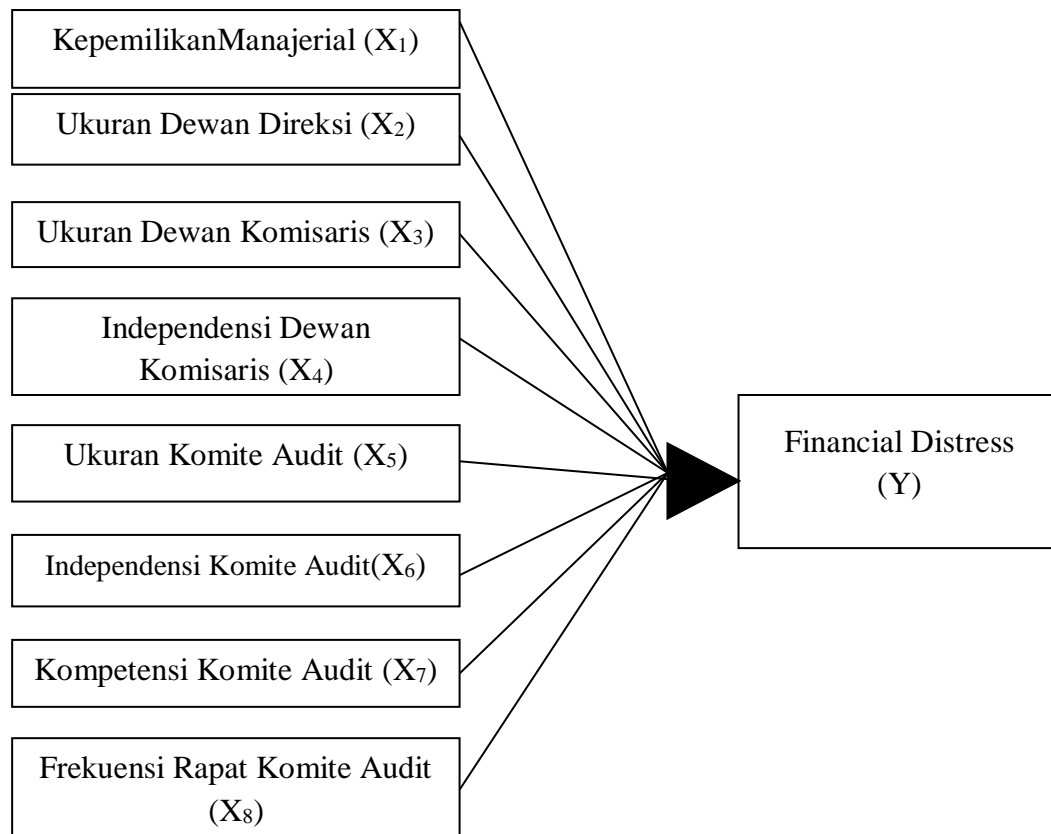 KepemilikanManajerial (X₁)
Ukuran Dewan Direksi (X₂)
Ukuran Dewan Komisaris (X₃)
Independensi Dewan
Komisaris (X₄)
Ukuran Komite Audit (X₅)
Independensi Komite Audit(X₆)
Kompetensi Komite Audit (X₇)
Frekuensi Rapat Komite Audit
(X₈)
Financial Distress
(Y)